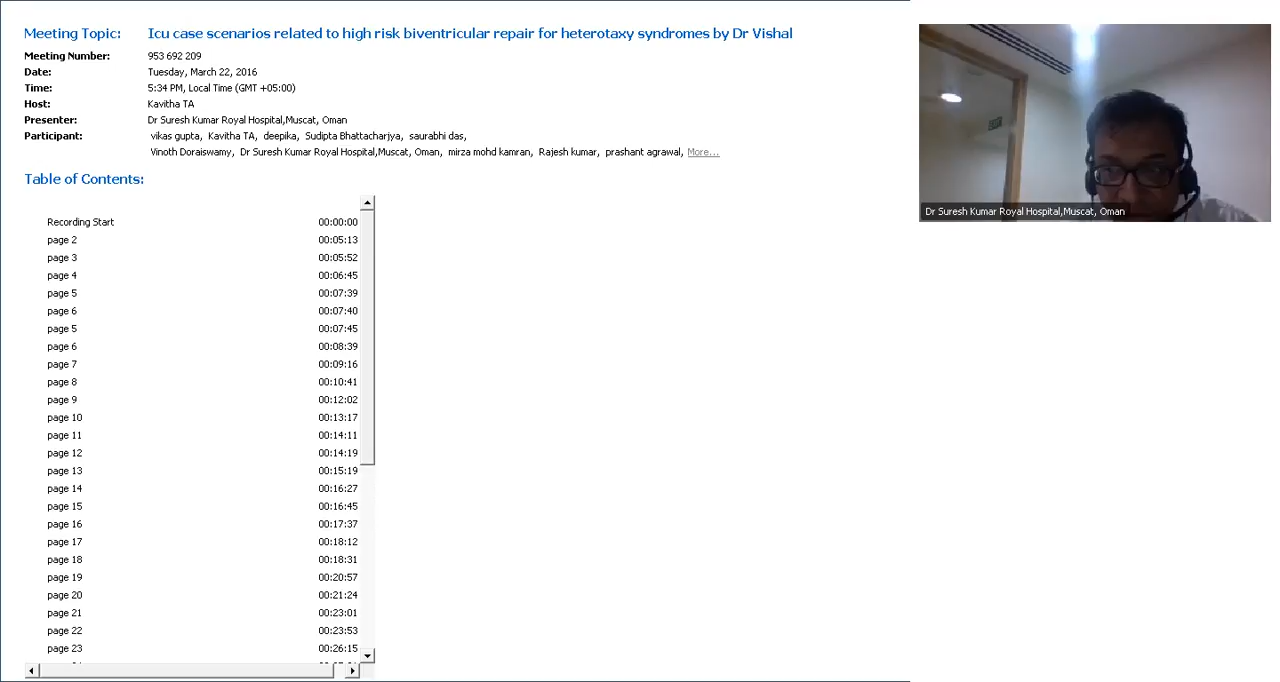 Meeting Topic: Icu case scenarios related to high risk biventricular repair for heterotaxy syndromes by Dr Vishal
Meeting Number: 953 692 209
Date: Tuesday, March 22, 2016
Time: 5:34 PM, Local Time (GMT +05:00)
Host: Kavitha TA
Presenter: Dr Suresh Kumar Royal Hospital,Muscat, Oman
Participant: vikas gupta, Kavitha TA, deepika, Sudipta Bhattacharjya, saurabhi das,
Vinoth Doraiswamy, Dr Suresh Kumar Royal Hospital,Muscat, Oman, mirza mohd kamran, Rajesh kumar, prashant agrawal, More...
Table of Contents:
Recording Start 00:00:00
page 2 00:05:13
page 3 00:05:52
page 4 00:06:45
page 5 00:07:39
page 6 00:07:40
page 5 00:07:45
page 6 00:08:39
page 7 00:09:16
page 8 00:10:41
page 9 00:12:02
page 10 00:13:17
page 11 00:14:11
page 12 00:14:19
page 13 00:15:19
page 14 00:16:27
page 15 00:16:45
page 16 00:17:37
page 17 00:18:12
page 18 00:18:31
page 19 00:20:57
page 20 00:21:24
page 21 00:23:01
page 22 00:23:53
page 23 00:26:15
EXIT
Dr Suresh Kumar Royal Hospital,Muscat, Oman